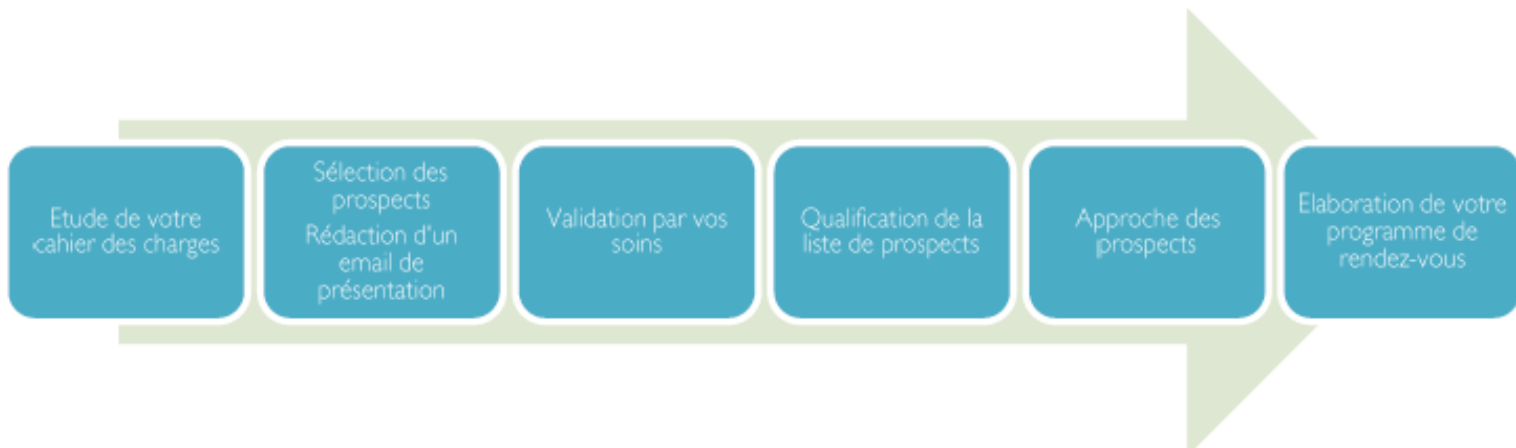 Etude de votre
cahier des charges
Sélection des
prospects
Rédaction d'un
email de
présentation
Validation par vos
soins
Qualification de la
liste de prospects
Approche des
prospects
Elaboration de votre
programme de
rendez-vous